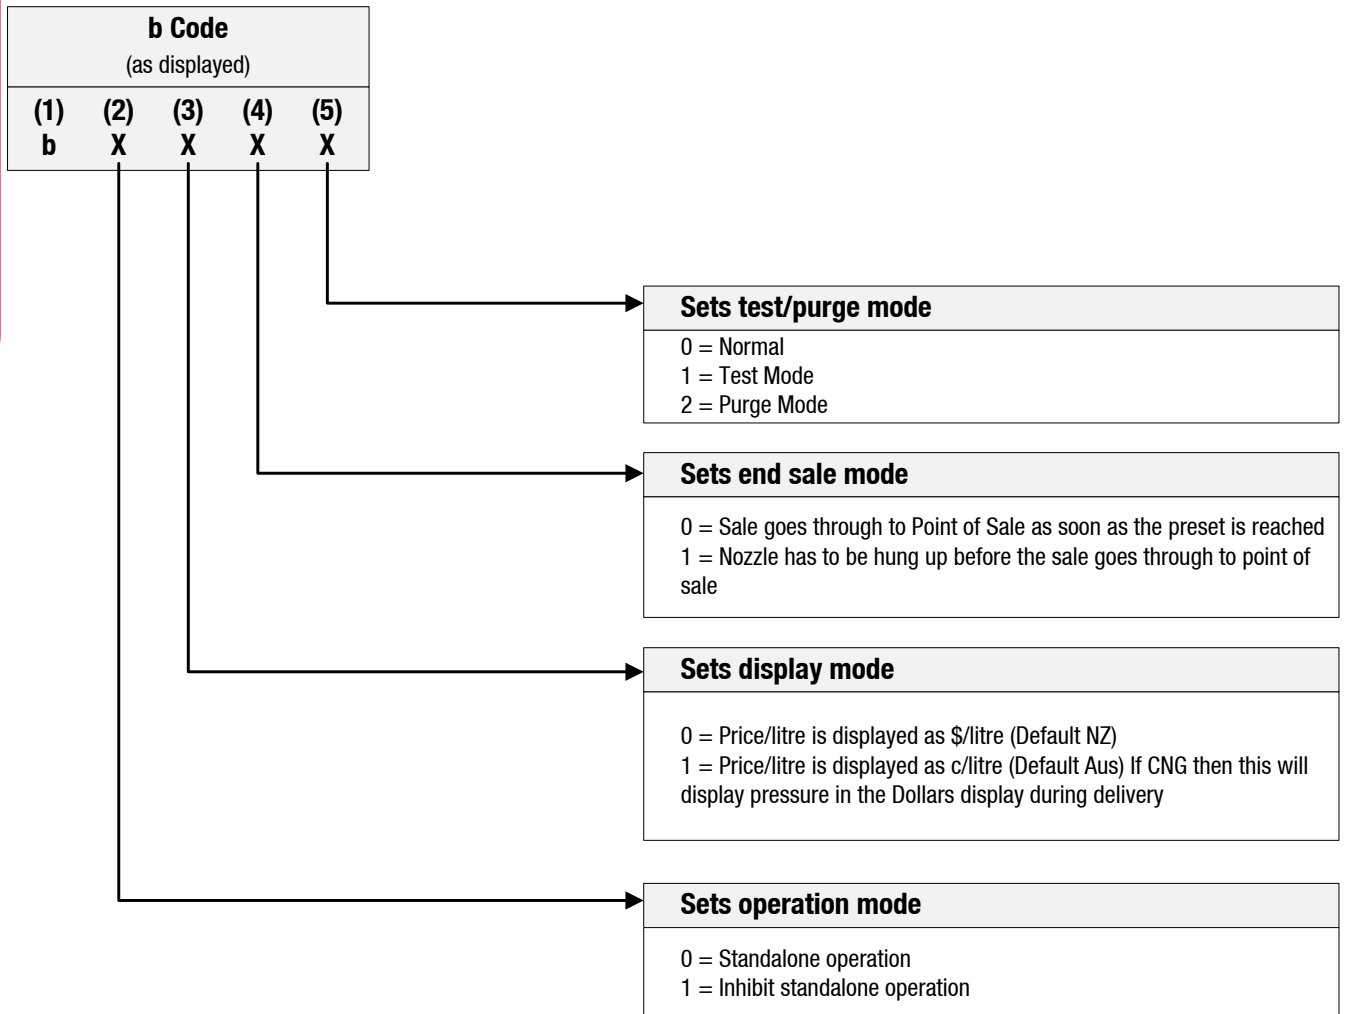 b Code
(as displayed)
(1) (2) (3) (4) (5)
b X X X X
Sets test/purge mode
0 = Normal
1 = Test Mode
2 = Purge Mode
Sets end sale mode
0 = Sale goes through to Point of Sale as soon as the preset is reached
1 = Nozzle has to be hung up before the sale goes through to point of
sale
Sets display mode
0 = Price/litre is displayed as $/litre (Default NZ)
1 = Price/litre is displayed as c/litre (Default Aus) If CNG then this will
display pressure in the Dollars display during delivery
Sets operation mode
0 = Standalone operation
1 = Inhibit standalone operation